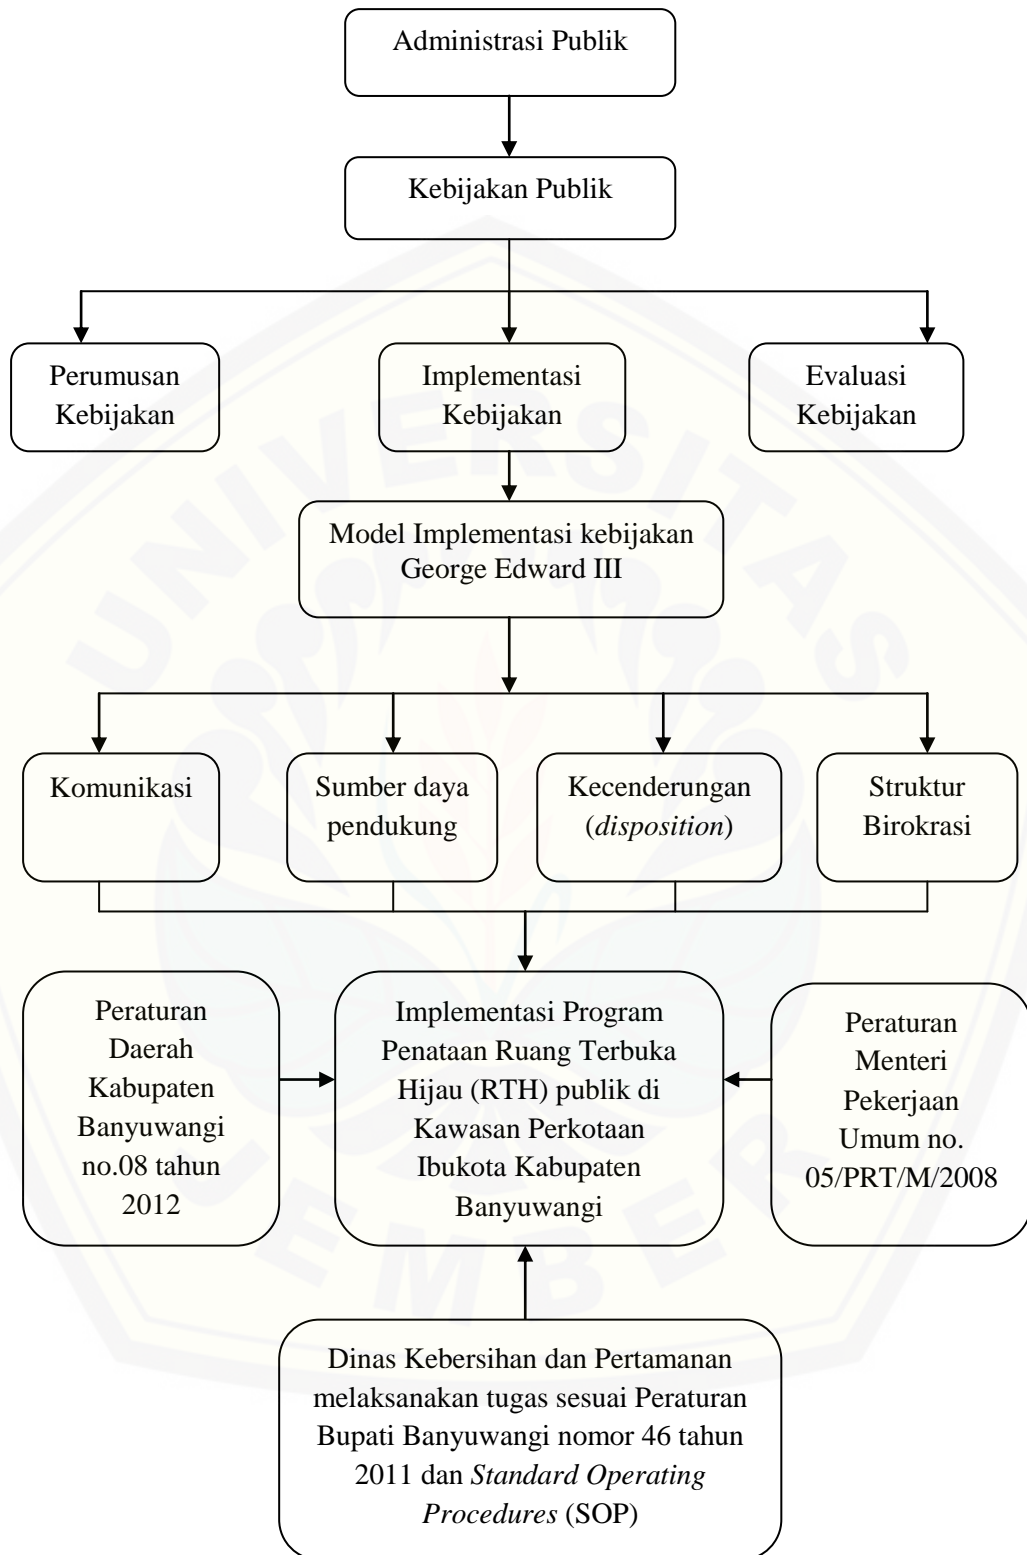 Administrasi Publik
Kebijakan Publik
Perumusan
Kebijakan
Implementasi
Kebijakan
Evaluasi
Kebijakan
Model Implementasi kebijakan
George Edward III
Komunikasi
Sumber daya
pendukung
Kecenderungan
(disposition)
Struktur
Birokrasi
Peraturan
Daerah
Kabupaten
Banyuwangi
no.08 tahun
2012
Implementasi Program
Penataan Ruang Terbuka
Hijau (RTH) publik di
Kawasan Perkotaan
Ibukota Kabupaten
Banyuwangi
Peraturan
Menteri
Pekerjaan
Umum no.
05/PRT/M/2008
Dinas Kebersihan dan Pertamanan
melaksanakan tugas sesuai Peraturan
Bupati Banyuwangi nomor 46 tahun
2011 dan Standard Operating
Procedures (SOP)
UNIVERSITAS
JEMBER